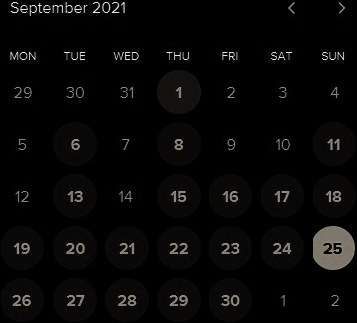 September 2021
MON TUE WED THU FRI SAT SUN
29 30 31 1 2 3 4
5 6 7 8 9 10 11
12 13 14 15 16 17 18
19 20 21 22 23 24 25
26 27 28 29 30 1 2